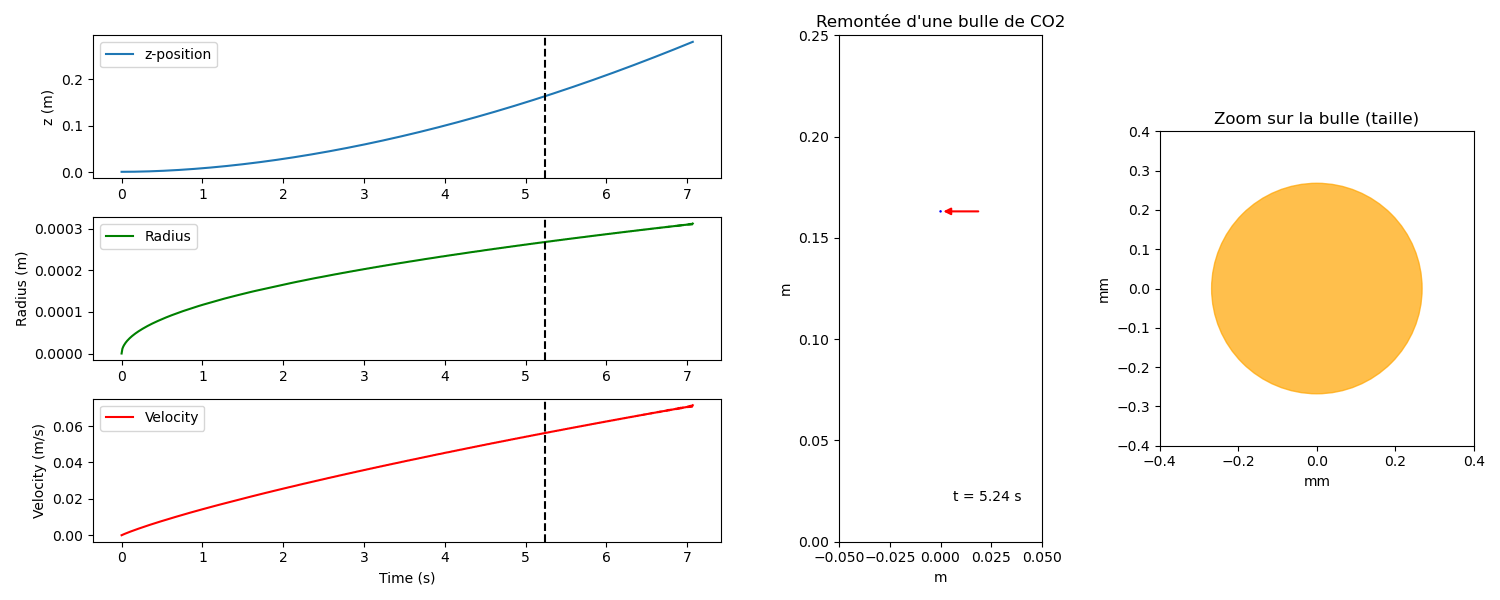 z-position
z (m)
0.2
0.1
0.0
0 1 2 3 4 5 6 7
Radius
Radius (m)
0.0003
0.0002
0.0001
0.0000
0 1 2 3 4 5 6 7
Velocity
Velocity (m/s)
0.06
0.04
0.02
0.00
0 1 2 3 4 5 6 7
Time (s)
Remontée d'une bulle de CO2
0.25
0.20
0.15
0.10
0.05
0.00
m
t = 5.24 s
−0.050 −0.025 0.000 0.025 0.050
m
Zoom sur la bulle (taille)
0.4
0.3
0.2
0.1
0.0
−0.1
−0.2
−0.3
−0.4
mm
−0.4 −0.2 0.0 0.2 0.4
mm